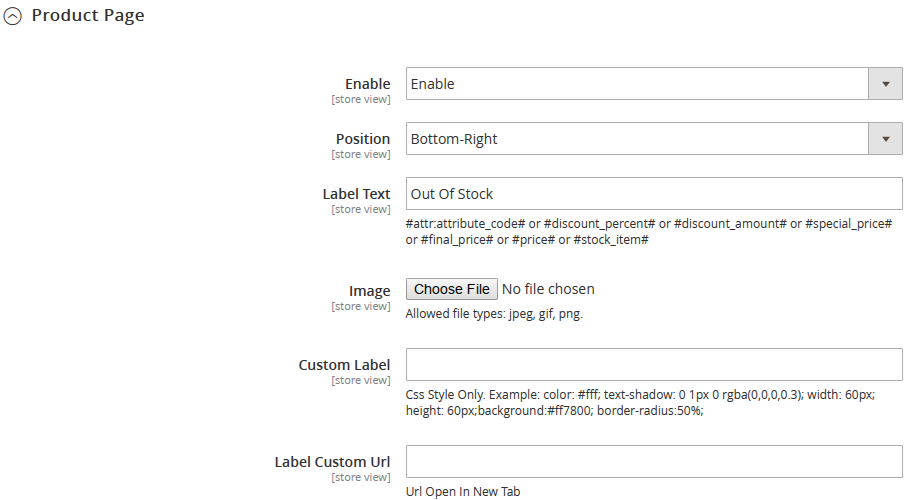 Product Page
Enable
[store view]
Enable
Position
[store view]
Bottom-Right
Label Text
[store view]
Out Of Stock
#attr:attribute_code# or #discount_percent# or #discount_amount# or #special_price#
or #final_price# or #price# or #stock_item#
Image
[store view]
Choose File No file chosen
Allowed file types: jpeg, gif, png.
Custom Label
[store view]
Css Style Only. Example: color: #fff; text-shadow: 0 1px 0 rgba(0,0,0,0.3); width: 60px;
height: 60px;background:#ff7800; border-radius:50%;
Label Custom Url
[store view]
Url Open In New Tab